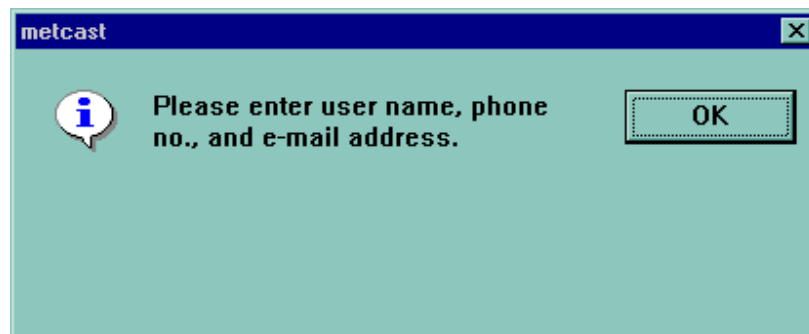 metcast
Please enter user name, phone
no., and e-mail address.
OK